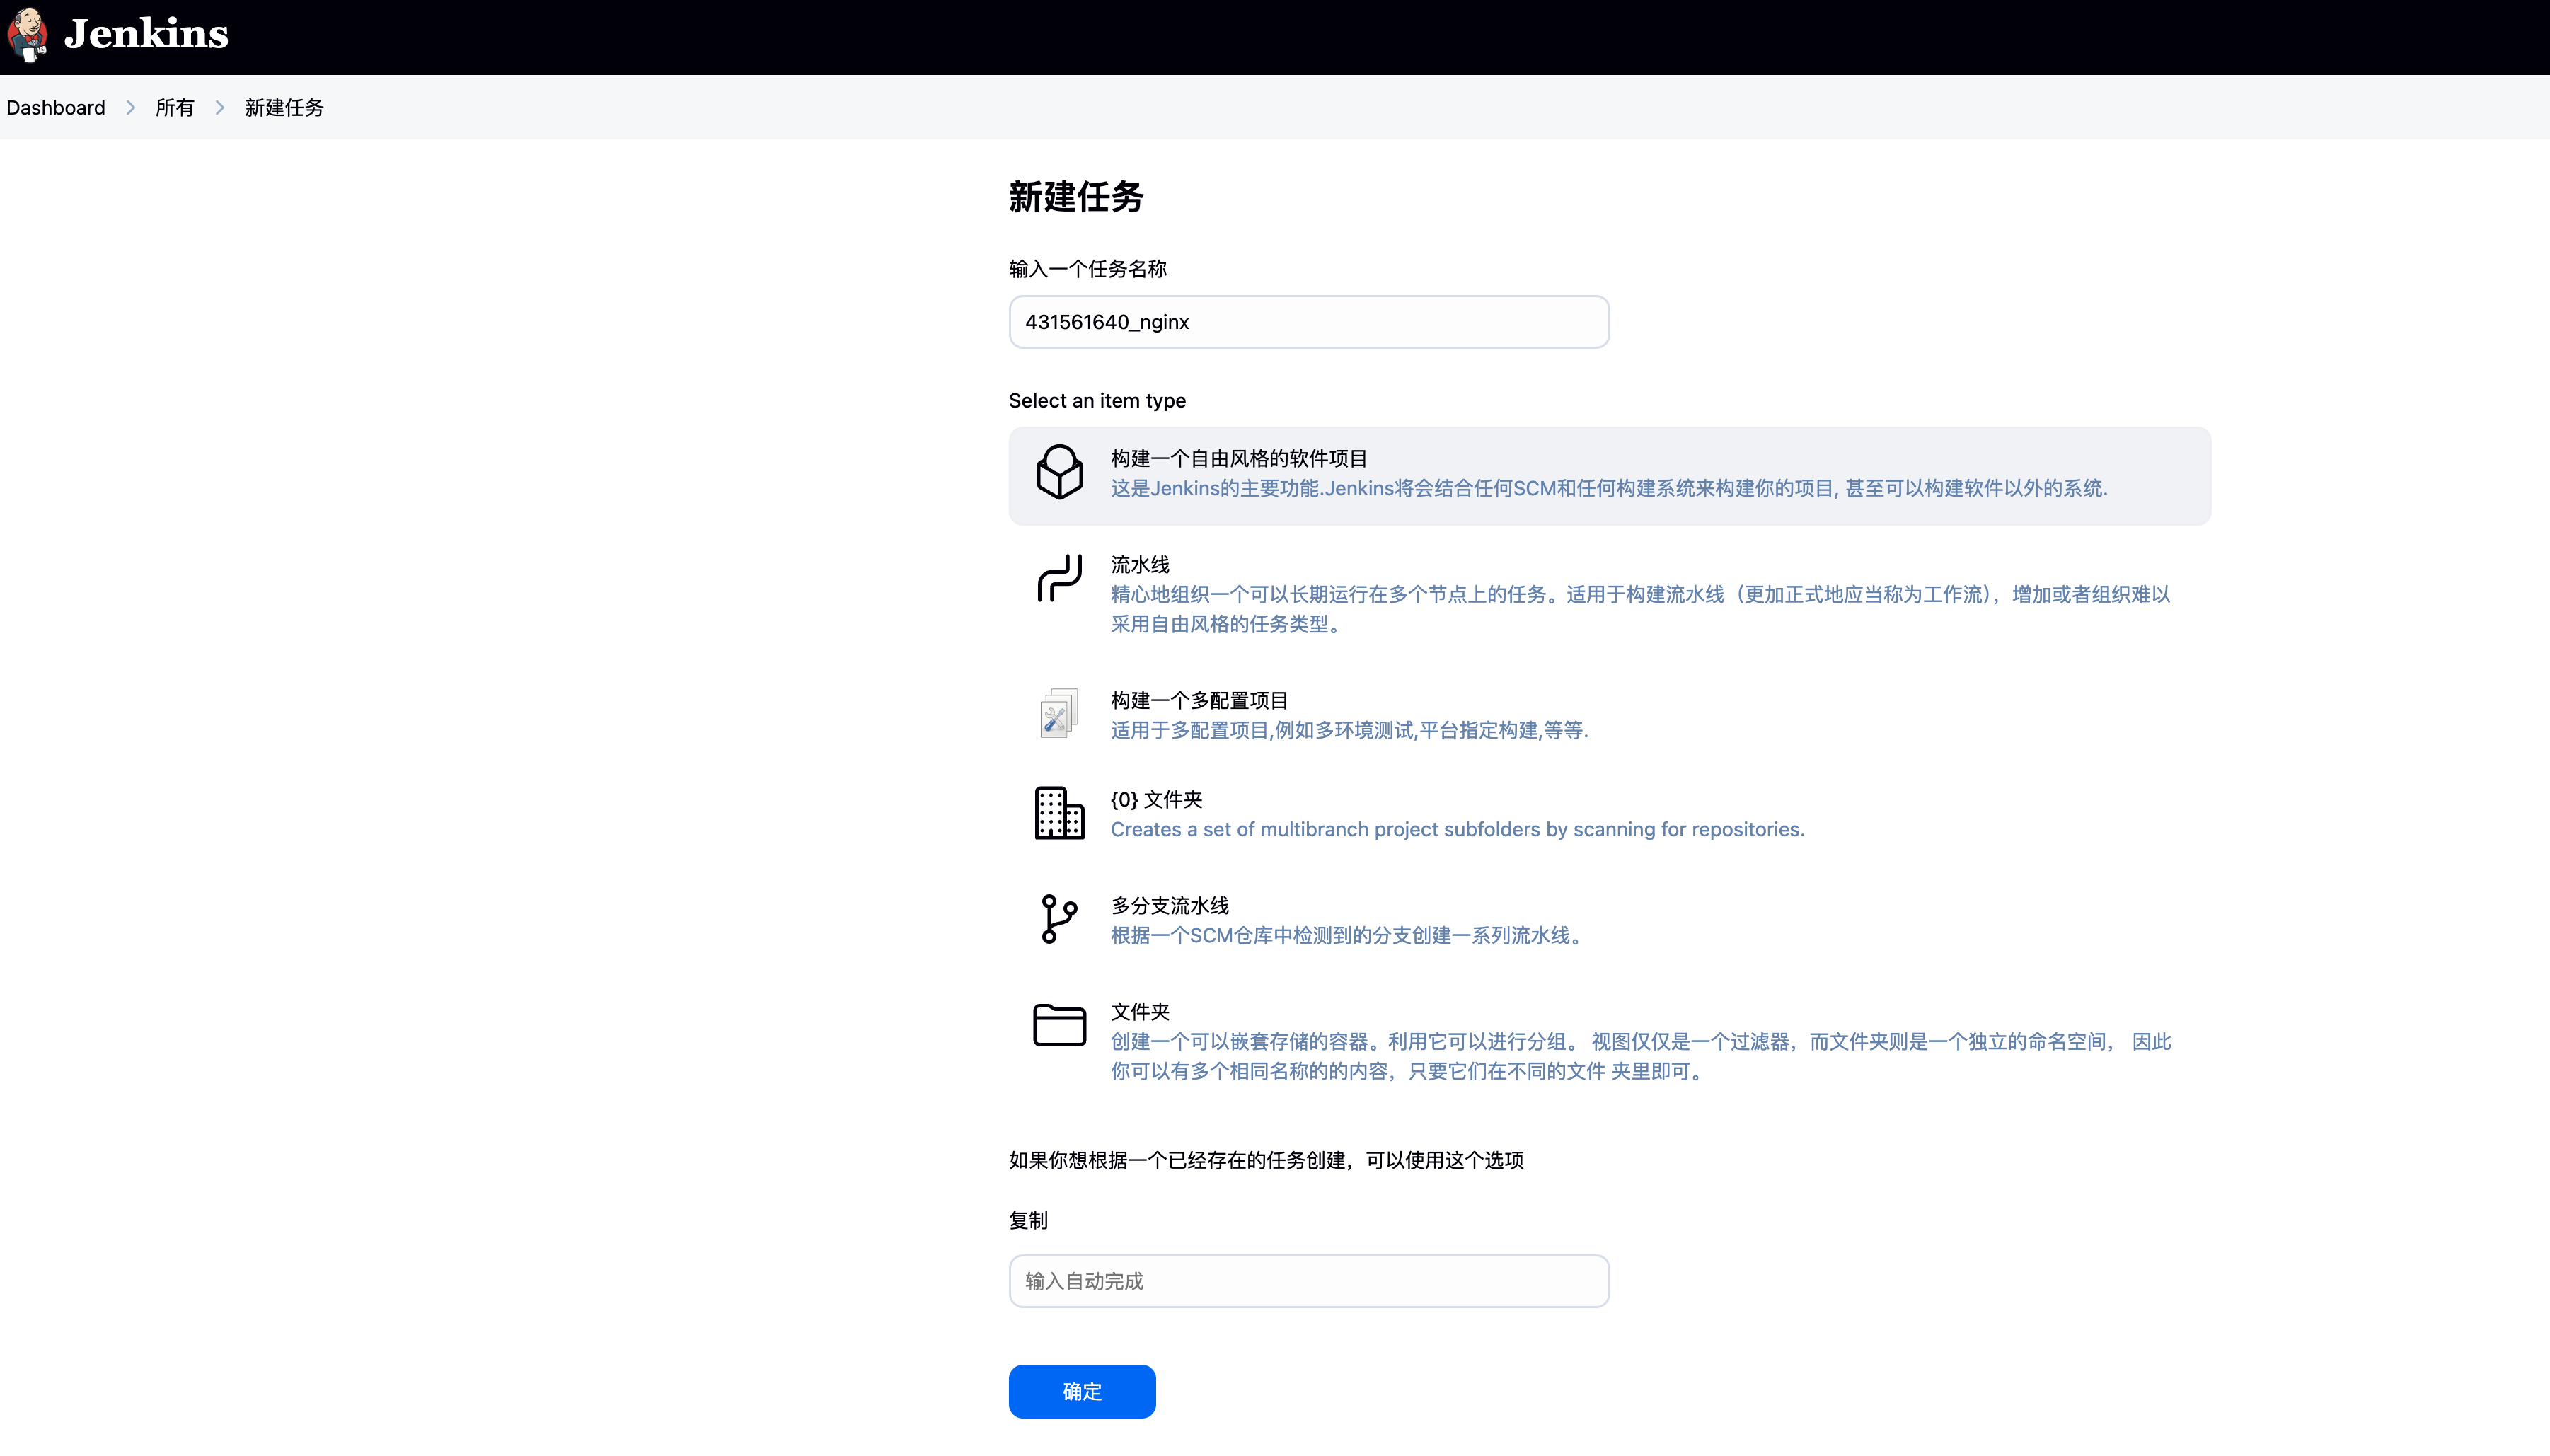 Jenkins
Dashboard > 所有 > 新建任务
新建任务
输入一个任务名称
431561640_nginx
Select an item type
构建一个自由风格的软件项目
这是Jenkins的主要功能.Jenkins将会结合任何SCM和任何构建系统来构建你的项目, 甚至可以构建软件以外的系统.
流水线
精心地组织一个可以长期运行在多个节点上的任务。适用于构建流水线（更加正式地应当称为工作流），增加或者组织难以
采用自由风格的任务类型。
构建一个多配置项目
适用于多配置项目,例如多环境测试,平台指定构建,等等.
{0} 文件夹
Creates a set of multibranch project subfolders by scanning for repositories.
多分支流水线
根据一个SCM仓库中检测到的分支创建一系列流水线。
文件夹
创建一个可以嵌套存储的容器。利用它可以进行分组。 视图仅仅是一个过滤器，而文件夹则是一个独立的命名空间， 因此
你可以有多个相同名称的的内容，只要它们在不同的文件 夹里即可。
如果你想根据一个已经存在的任务创建，可以使用这个选项
复制
输入自动完成
确定